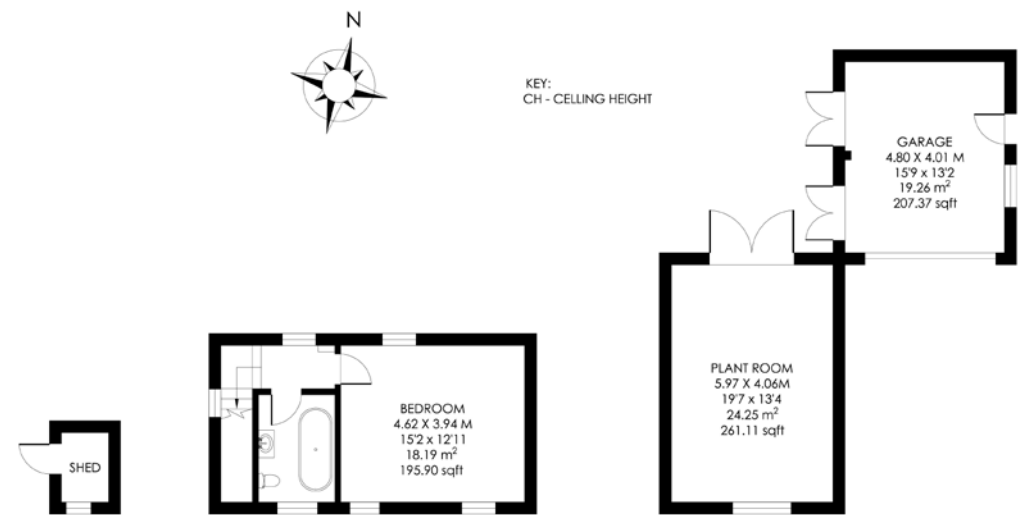 N
KEY:
CH - CELLING HEIGHT
GARAGE
4.80 X 4.01 M
15'9 x 13'2
19.26 m²
207.37 sqft
PLANT ROOM
5.97 X 4.06M
19'7 x 13'4
24.25 m²
261.11 sqft
BEDROOM
4.62 X 3.94 M
15'2 x 12'11
18.19 m²
195.90 sqft
SHED